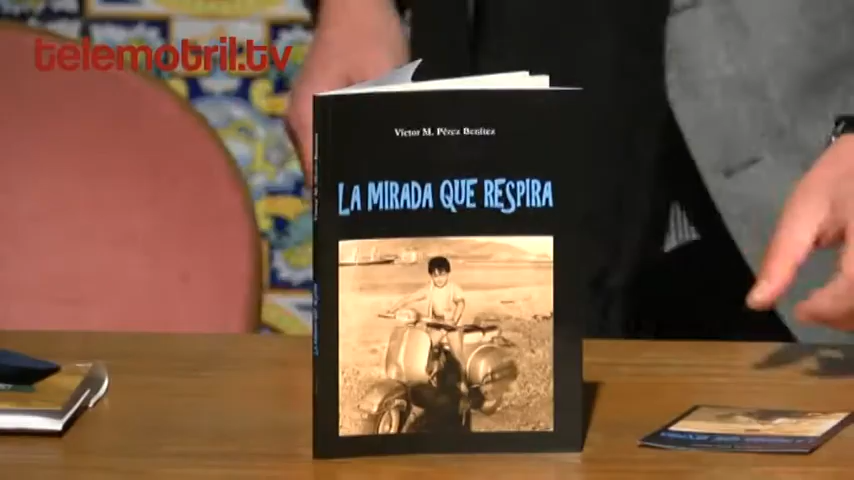 telemotril.tv
Víctor M. Pérez Benítez
LA MIRADA QUE RESPIRA